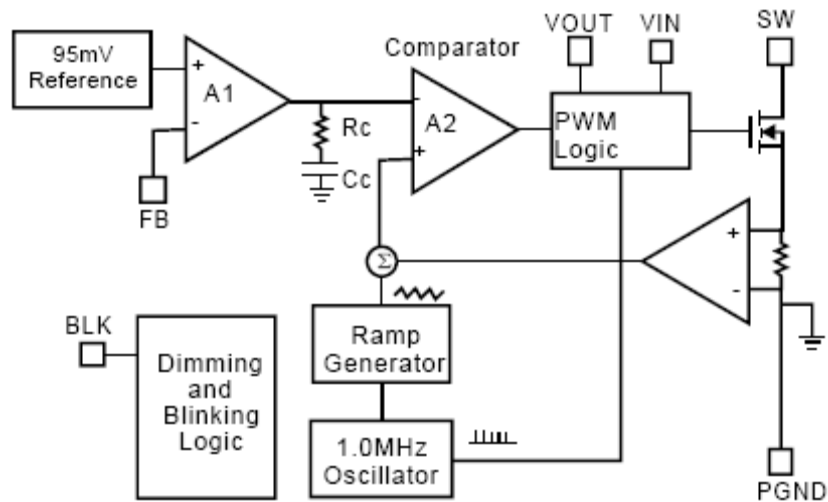 VOUT
VIN
SW
95mV
Reference
Comparator
+
A1
-
-
A2
+
PWM
Logic
Rc
Cc
FB
Σ
+
-
BLK
Ramp
Generator
Dimming
and
Blinking
Logic
1.0MHz
Oscillator
PGND